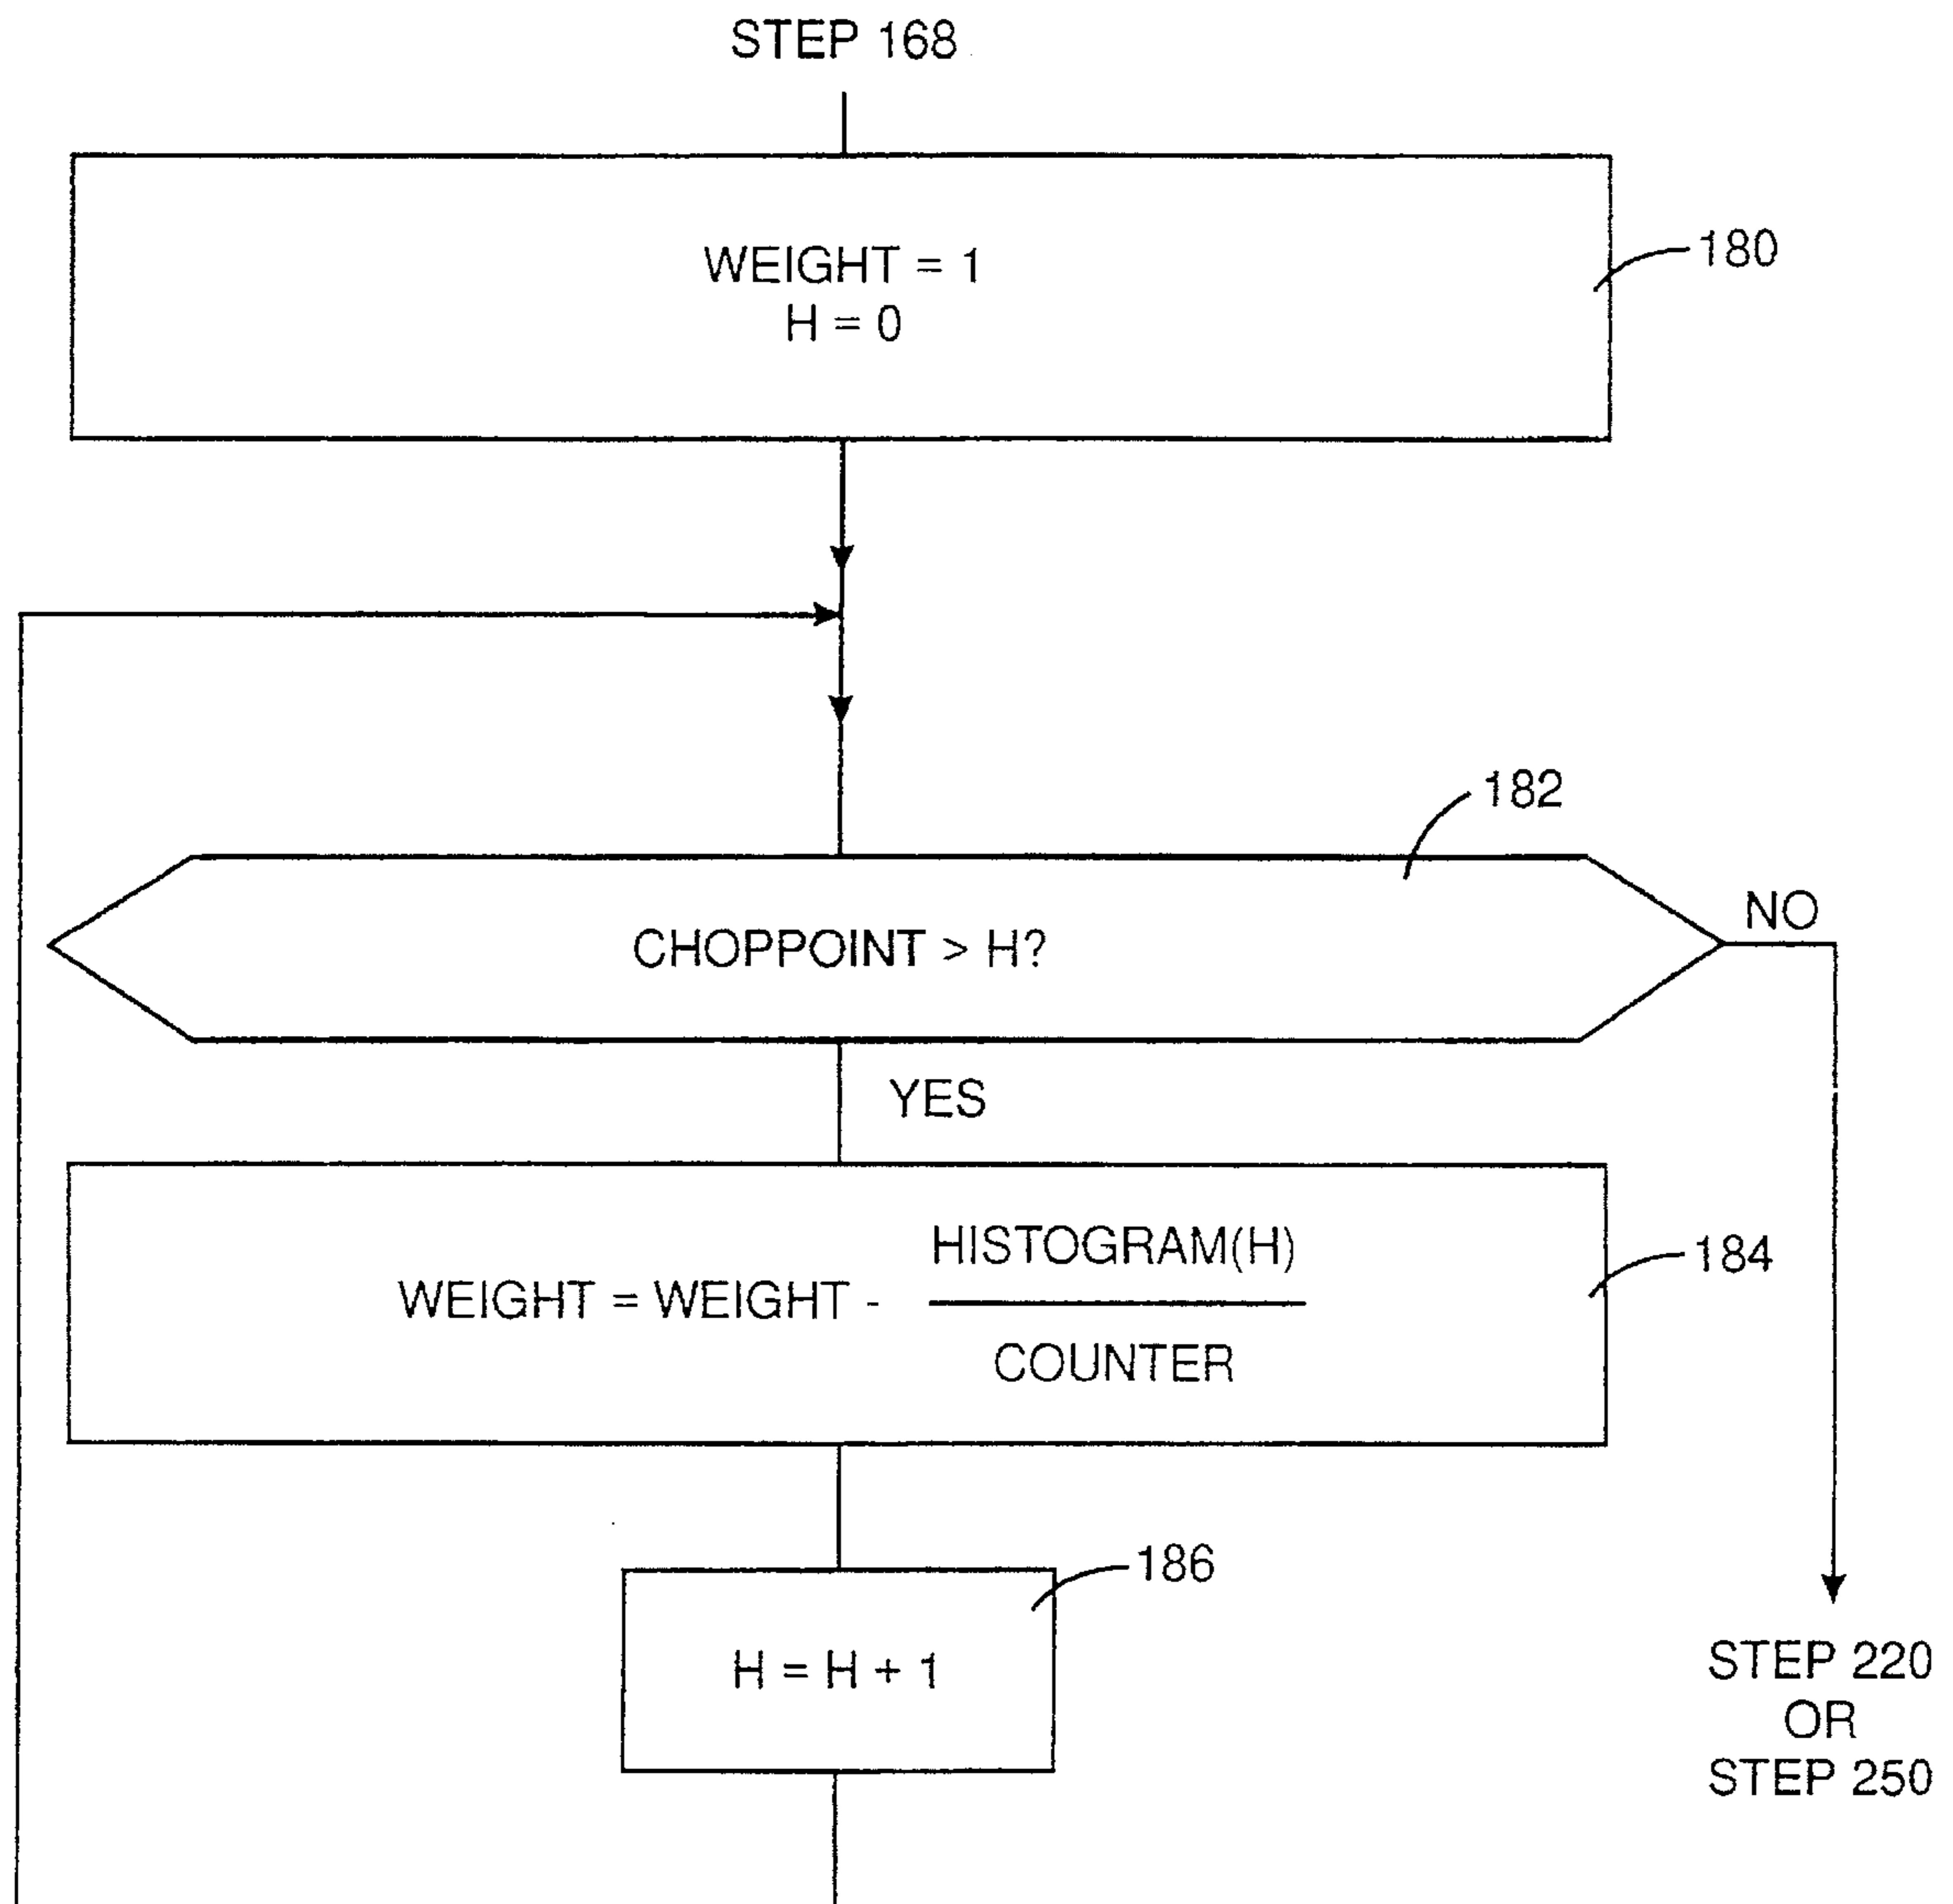 STEP 168
WEIGHT = 1
H = 0
180
182
CHOPPOINT > H?
NO
YES
HISTOGRAM(H)
WEIGHT = WEIGHT -
COUNTER
184
186
H = H + 1
STEP 220
OR
STEP 250